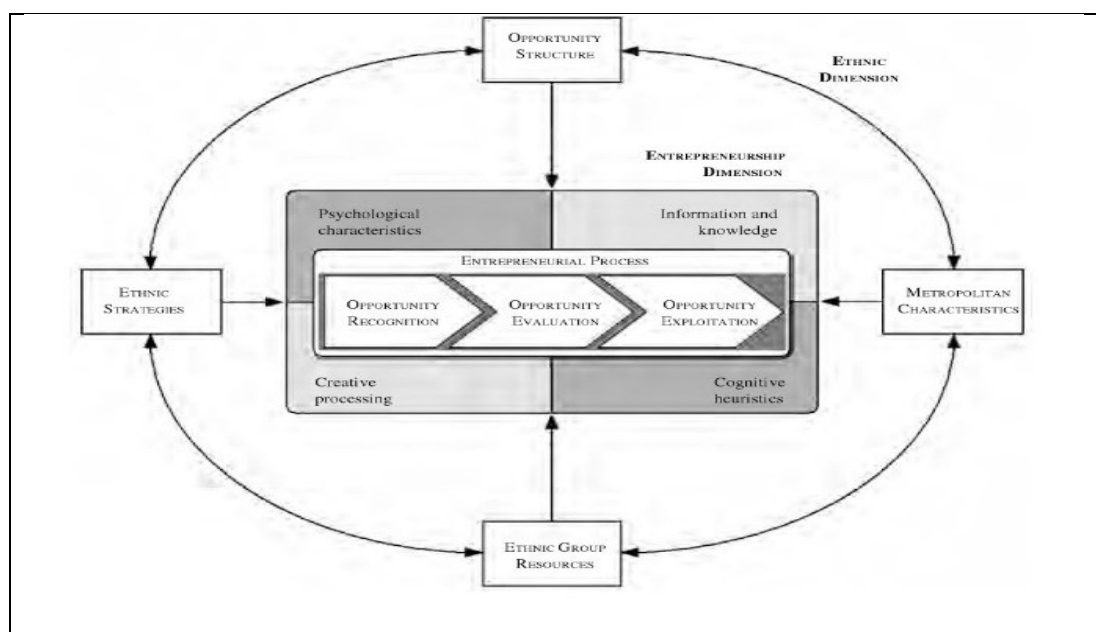 OPPORTUNITY
STRUCTURE
ETHNIC
DIMENSION
ENTREPRENEURSHIP
DIMENSION
Psychological
characteristics
Information and
knowledge
ENTREPRENEURIAL PROCESS
ETHNIC
STRATEGIES
OPPORTUNITY
RECOGNITION
OPPORTUNITY
EVALUATION
OPPORTUNITY
EXPLOITATION
METROPOLITAN
CHARACTERISTICS
Creative
processing
Cognitive
heuristics
ETHNIC GROUP
RESOURCES